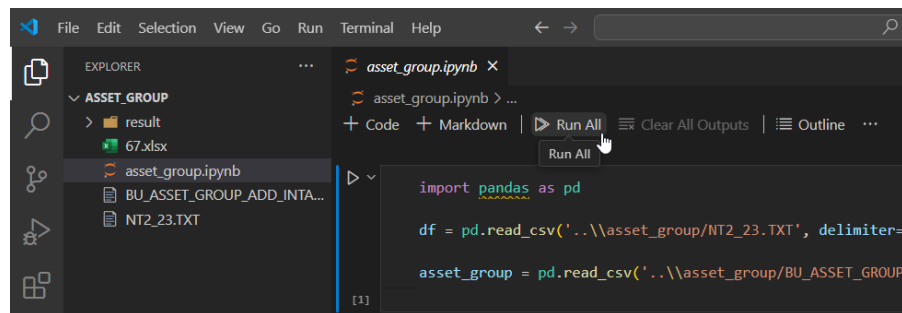 File Edit Selection View Go Run Terminal Help
EXPLORER
ASSET_GROUP
result
67.xlsx
asset_group.ipynb
BU_ASSET_GROUP_ADD_INTA...
NT2_23.TXT
asset_group.ipynb
asset_group.ipynb > ...
+ Code + Markdown Run All Clear All Outputs Outline ...
Run All
import pandas as pd
df = pd.read_csv('..\\asset_group/NT2_23.TXT', delimiter=
asset_group = pd.read_csv('..\\asset_group/BU_ASSET_GROUP
[1]